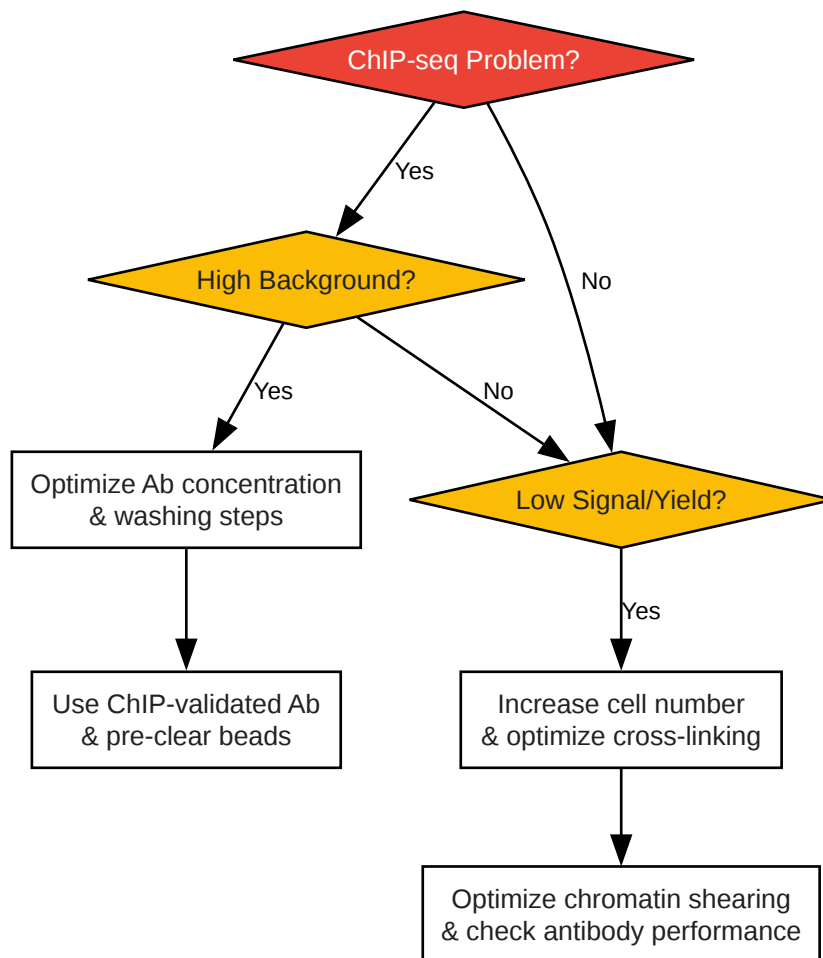 ChIP-seq Problem?
Yes
No
High Background?
Yes
No
Optimize Ab concentration
& washing steps
Low Signal/Yield?
Yes
Use ChIP-validated Ab
& pre-clear beads
Increase cell number
& optimize cross-linking
Optimize chromatin shearing
& check antibody performance